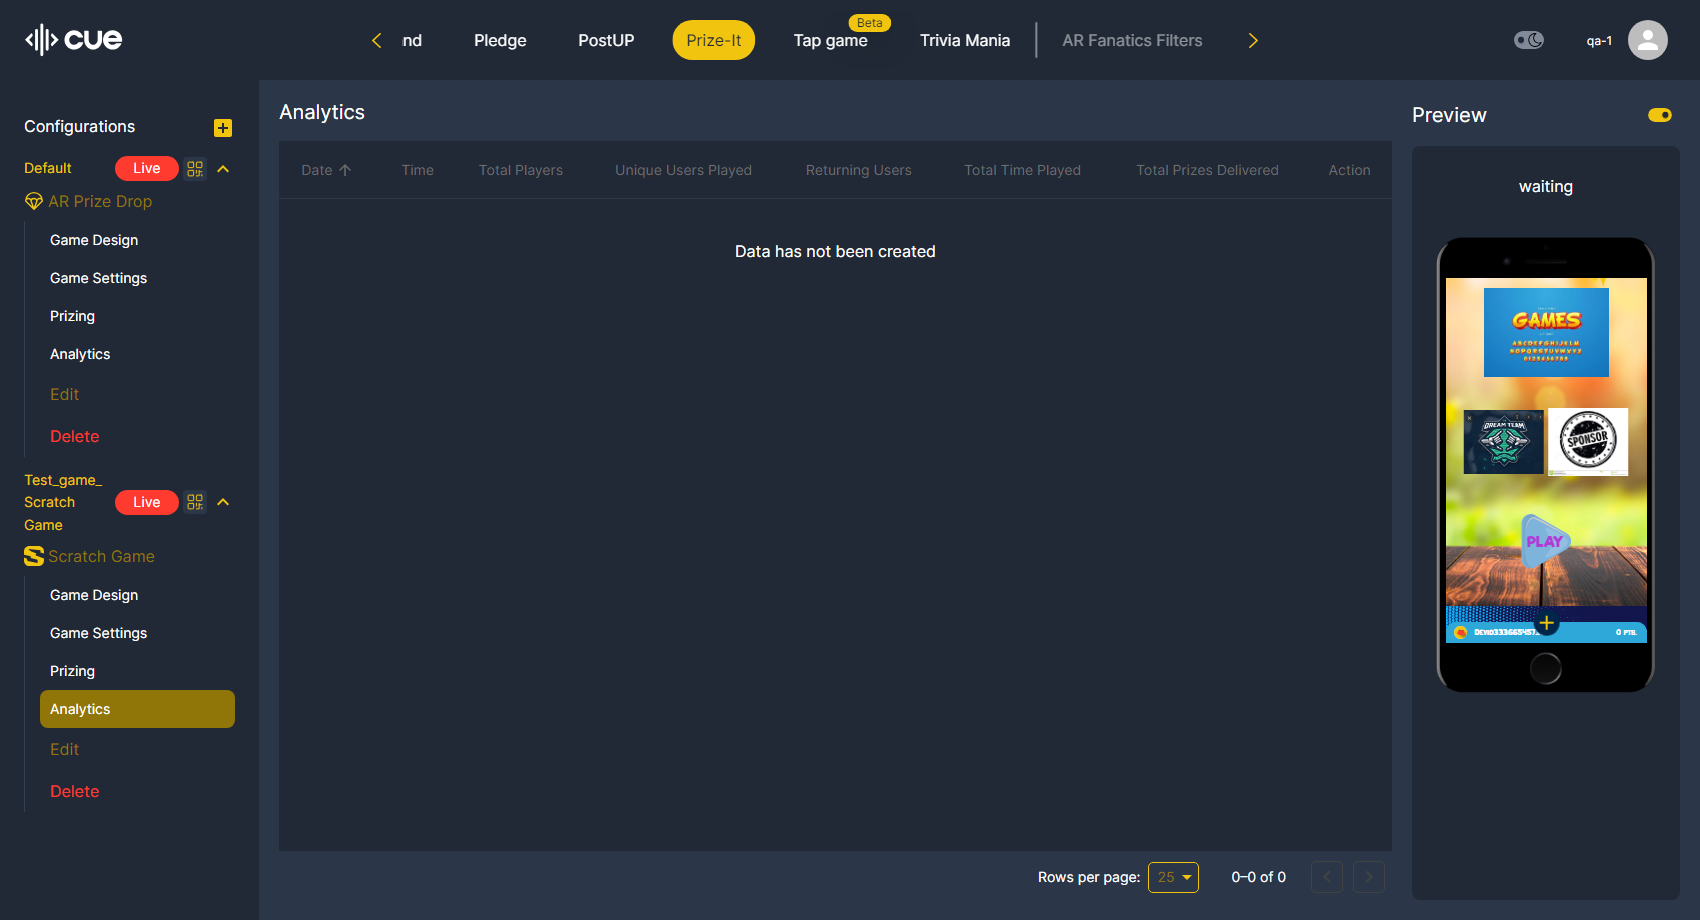 cue
nd
Pledge
PostUP
Prize-It
Beta
Tap game
Trivia Mania
AR Fanatics Filters
qa-1
Configurations
Default
Live
AR Prize Drop
Game Design
Game Settings
Prizing
Analytics
Edit
Delete
Test_game_
Scratch
Game
Live
Scratch Game
Game Design
Game Settings
Prizing
Analytics
Edit
Delete
Analytics
Date
Time
Total Players
Unique Users Played
Returning Users
Total Time Played
Total Prizes Delivered
Action
Data has not been created
Rows per page:
25
0–0 of 0
Preview
waiting
GAMES
ABCDEFGHIJKLM
NOPQRSTUVWXYZ
DREAM TEAM
SPONSOR
PLAY
0 PTS.